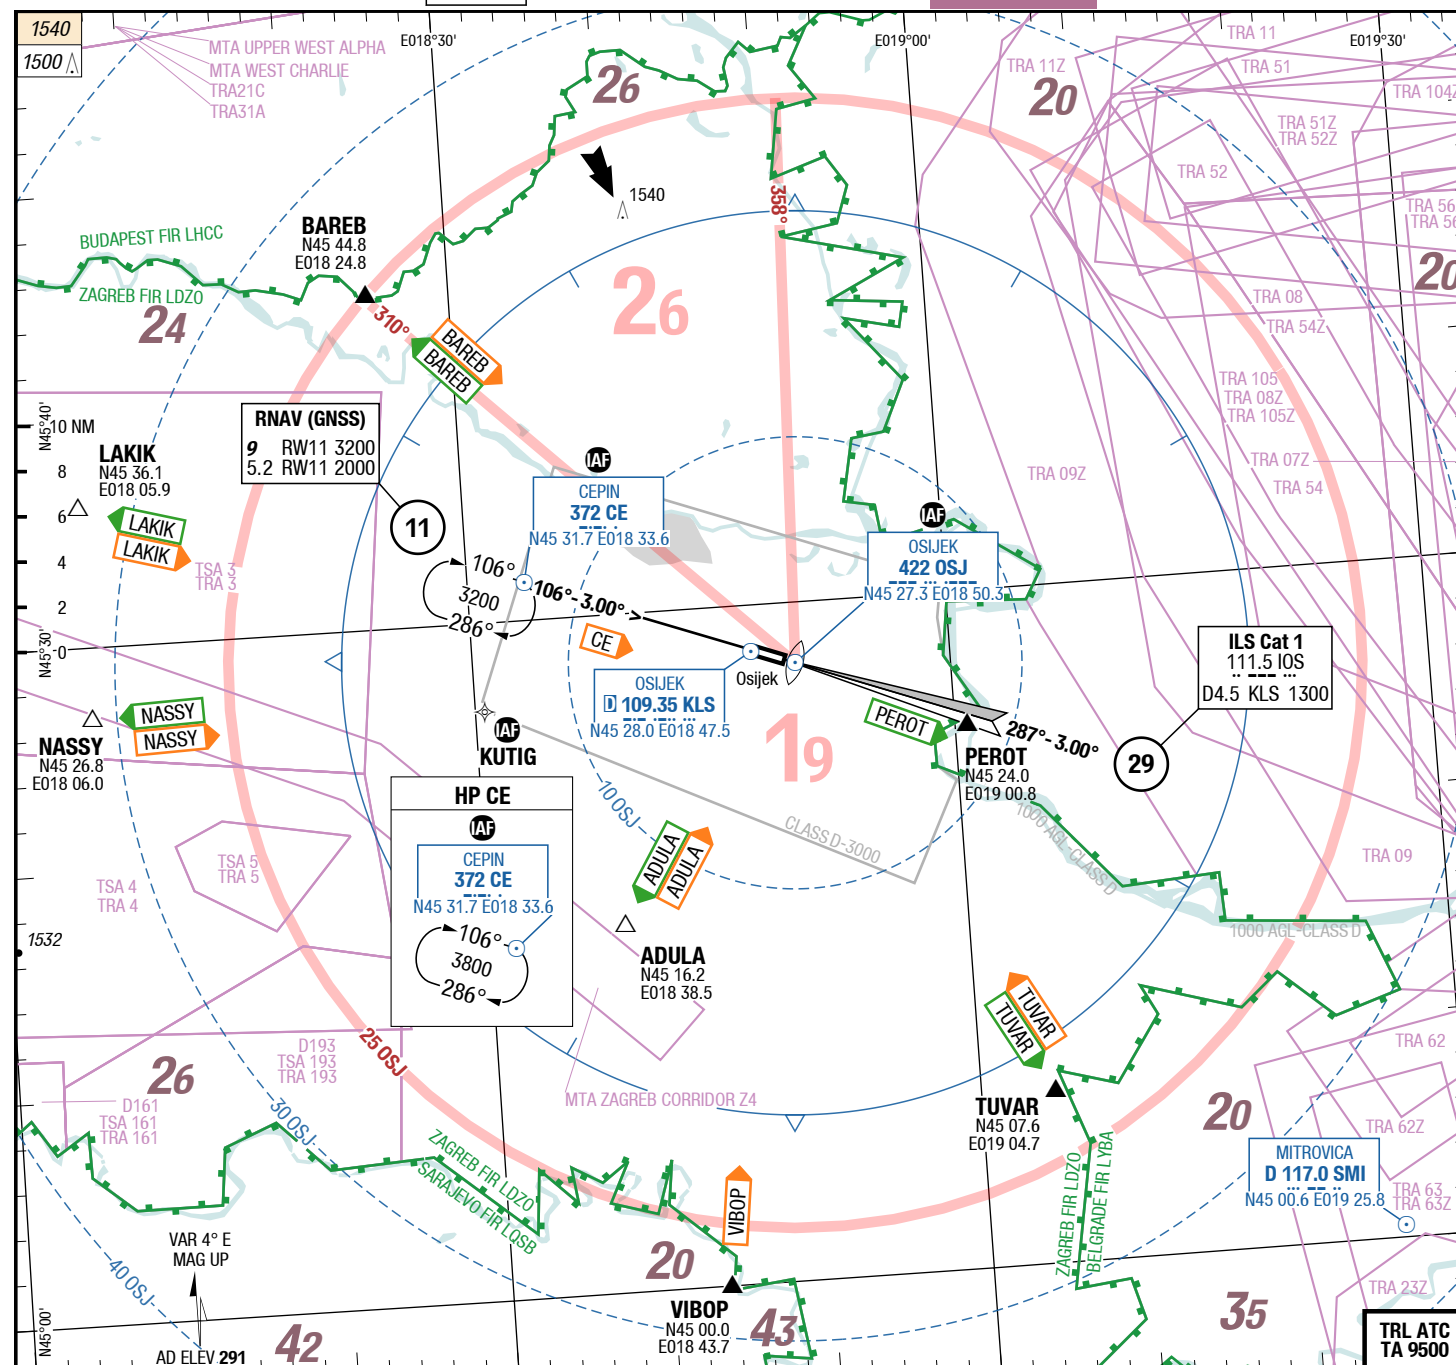 1540
1500
E018°30'
E019°00'
E019°30'
MTA UPPER WEST ALPHA
MTA WEST CHARLIE
TRA21C
TRA31A
26
TRA 11Z
20
TRA 11
TRA 51
TRA 104Z
TRA 51Z
TRA 52Z
TRA 52
1540
358°
TRA 56
TRA 56
20
BAREB
N45 44.8
E018 24.8
BUDAPEST FIR LHCC
ZAGREB FIR LDZO
24
310°
BAREB
BAREB
26
TRA 08
TRA 54Z
TRA 105
TRA 08Z
TRA 105Z
TRA 07Z
TRA 54
TRA 09Z
N45°40'
10 NM
8
6
4
2
0
N45°30'
RNAV (GNSS)
9 RW11 3200
5.2 RW11 2000
LAKIK
N45 36.1
E018 05.9
LAKIK
LAKIK
TSA 3
TRA 3
11
IAF
CEPIN
372 CE
N45 31.7 E018 33.6
IAF
OSIJEK
422 OSJ
N45 27.3 E018 50.3
106°
3200
286°
106°-3.00°>
CE
OSIJEK
D 109.35 KLS
N45 28.0 E018 47.5
Osijek
ILS Cat 1
111.5 IOS
D4.5 KLS 1300
29
287°-3.00°
PEROT
PEROT
N45 24.0
E019 00.8
NASSY
NASSY
NASSY
N45 26.8
E018 06.0
IAF
KUTIG
19
HP CE
IAF
CEPIN
372 CE
N45 31.7 E018 33.6
106°
3800
286°
10 OSJ
CLASS D-3000
1000 AGL-CLASS D
1000 AGL-CLASS D
TRA 09
TSA 5
TRA 5
TSA 4
TRA 4
1532
ADULA
ADULA
ADULA
N45 16.2
E018 38.5
TUVAR
TUVAR
TUVAR
N45 07.6
E019 04.7
25 OSJ
D193
TSA 193
TRA 193
26
D161
TSA 161
TRA 161
30 OSJ
MTA ZAGREB CORRIDOR Z4
ZAGREB FIR LDZO
SARAJEVO FIR LQSB
ZAGREB FIR LDZO
BELGRADE FIR LYBA
20
TRA 62
TRA 62Z
MITROVICA
D 117.0 SMI
N45 00.6 E019 25.8
TRA 63
TRA 63Z
TRA 23Z
VAR 4° E
MAG UP
40 OSJ
AD ELEV 291
N45°00'
42
20
VIBOP
VIBOP
N45 00.0
E018 43.7
43
35
TRL ATC
TA 9500